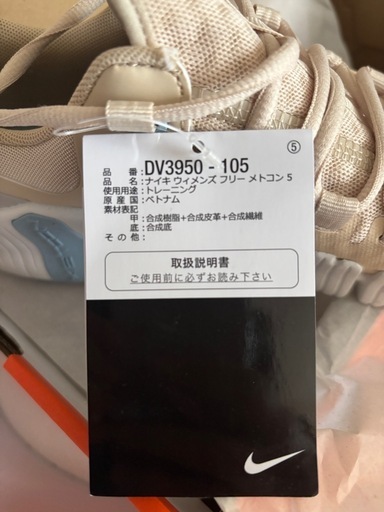 ⑤
品 番: DV3950 - 105
品 名: ナイキ ウィメンズ フリー メトコン 5
使用用途: トレーニング
原 産 国: ベトナム
素材表記
甲: 合成樹脂+合成皮革+合成繊維
底: 合成底
その他:
取扱説明書
ご使用前に必ずお読み下さい